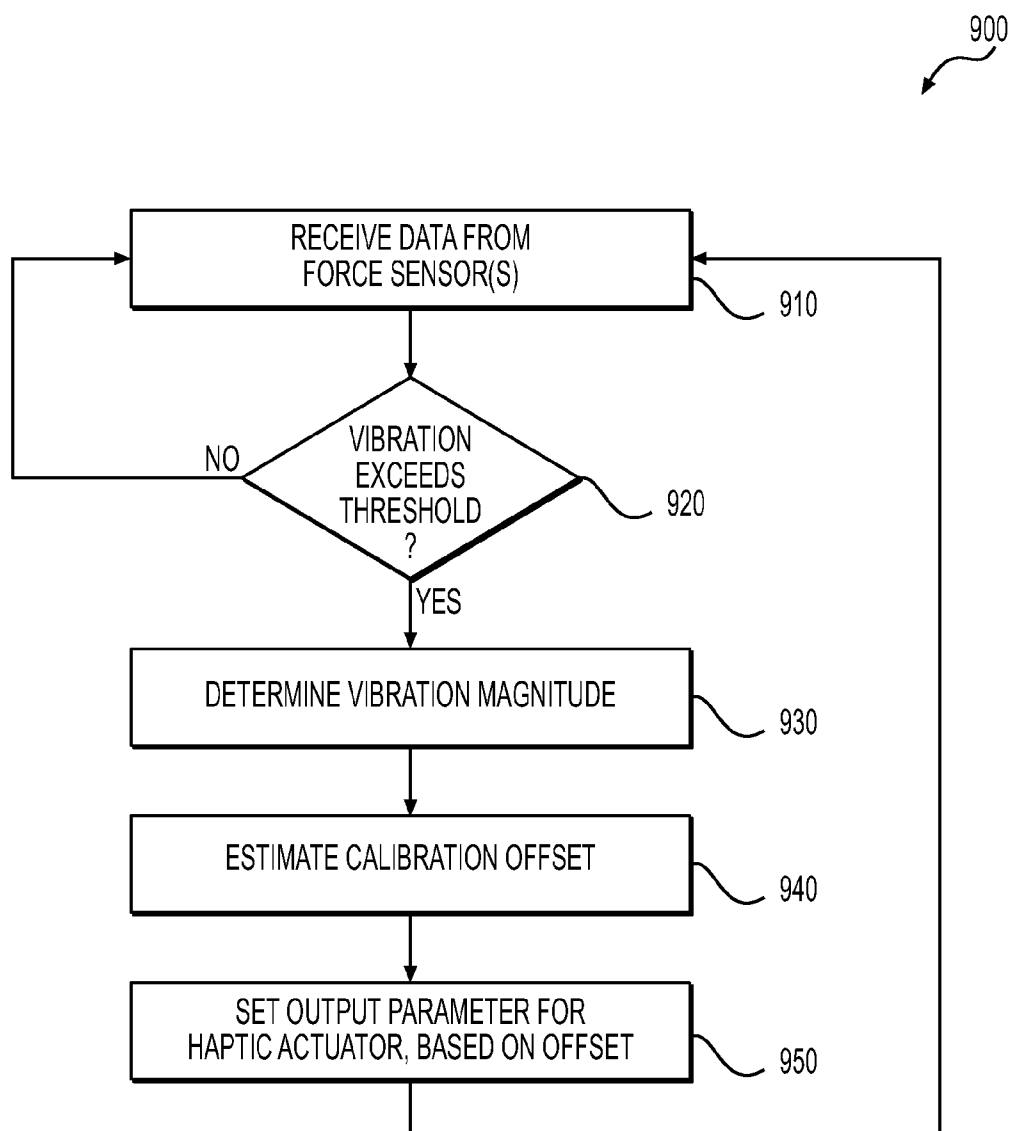 900
RECEIVE DATA FROM
FORCE SENSOR(S)
910
VIBRATION
EXCEEDS
THRESHOLD
?
NO
920
YES
DETERMINE VIBRATION MAGNITUDE
930
ESTIMATE CALIBRATION OFFSET
940
SET OUTPUT PARAMETER FOR
HAPTIC ACTUATOR, BASED ON OFFSET
950